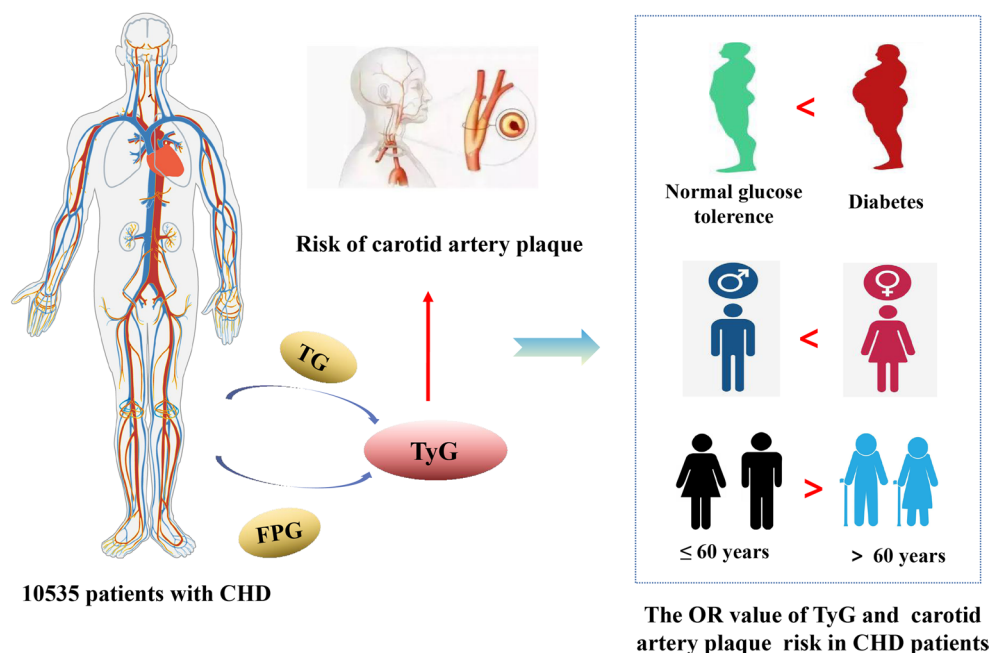 Risk of carotid artery plaque
TG
TyG
FPG
10535 patients with CHD
<
Normal glucose
tolerence
Diabetes
♂
♀
<
>
≤ 60 years
> 60 years
The OR value of TyG and carotid
artery plaque risk in CHD patients